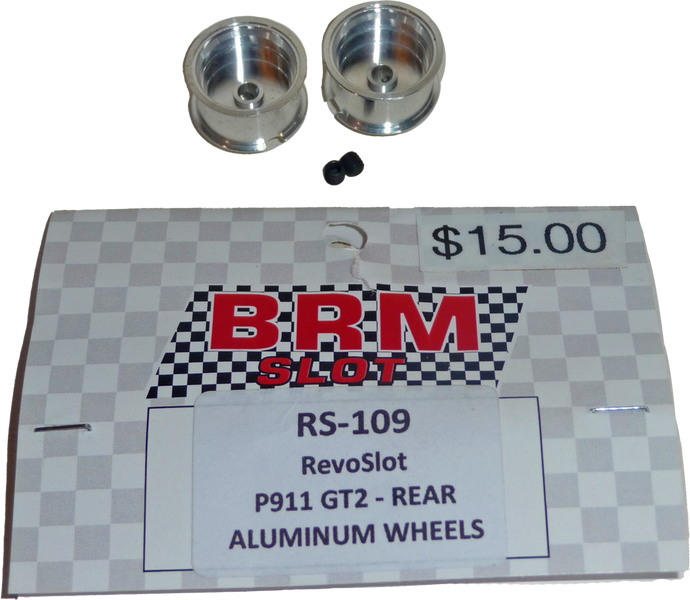 $15.00
BRM
SLOT
RS-109
RevoSlot
P911 GT2 - REAR
ALUMINUM WHEELS